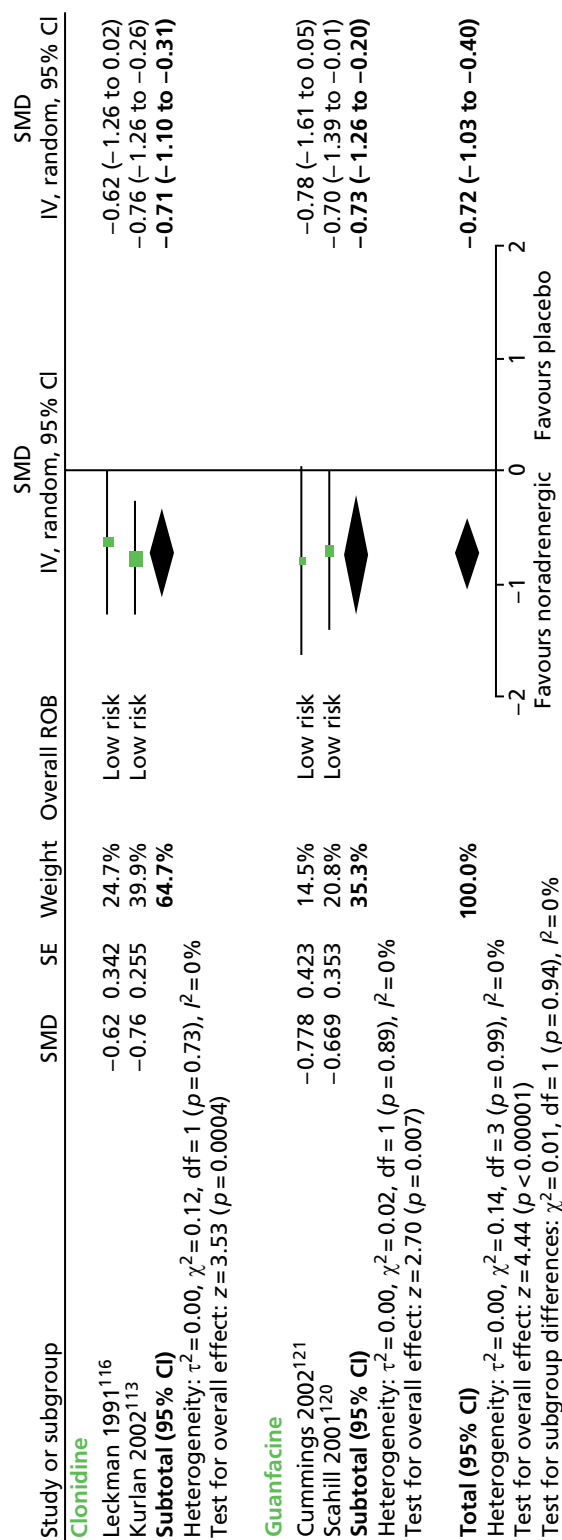 SMD SMD
Study or subgroup SMD SE Weight Overall ROB IV, random, 95% CI IV, random, 95% CI
Clonidine
Leckman 1991116 −0.62 0.342 24.7% Low risk −0.62 (−1.26 to 0.02)
Kurlan 2002113 −0.76 0.255 39.9% Low risk −0.76 (−1.26 to −0.26)
Subtotal (95% CI) 64.7% −0.71 (−1.10 to −0.31)
Heterogeneity: τ2 = 0.00, χ2 = 0.12, df = 1 (p = 0.73), I2 = 0%
Test for overall effect: z = 3.53 (p = 0.0004)
Guanfacine
Cummings 2002121 −0.778 0.423 14.5% Low risk −0.78 (−1.61 to 0.05)
Scahill 2001120 −0.669 0.353 20.8% Low risk −0.70 (−1.39 to −0.01)
Subtotal (95% CI) 35.3% −0.73 (−1.26 to −0.20)
Heterogeneity: τ2 = 0.00, χ2 = 0.02, df = 1 (p = 0.89), I2 = 0%
Test for overall effect: z = 2.70 (p = 0.007)
Total (95% CI) 100.0% −0.72 (−1.03 to −0.40)
Heterogeneity: τ2 = 0.00, χ2 = 0.14, df = 3 (p = 0.99), I2 = 0%
Test for overall effect: z = 4.44 (p < 0.00001)
Test for subgroup differences: χ2 = 0.01, df = 1 (p = 0.94), I2 = 0%
−2 −1 0 1 2
Favours noradrenergic Favours placebo